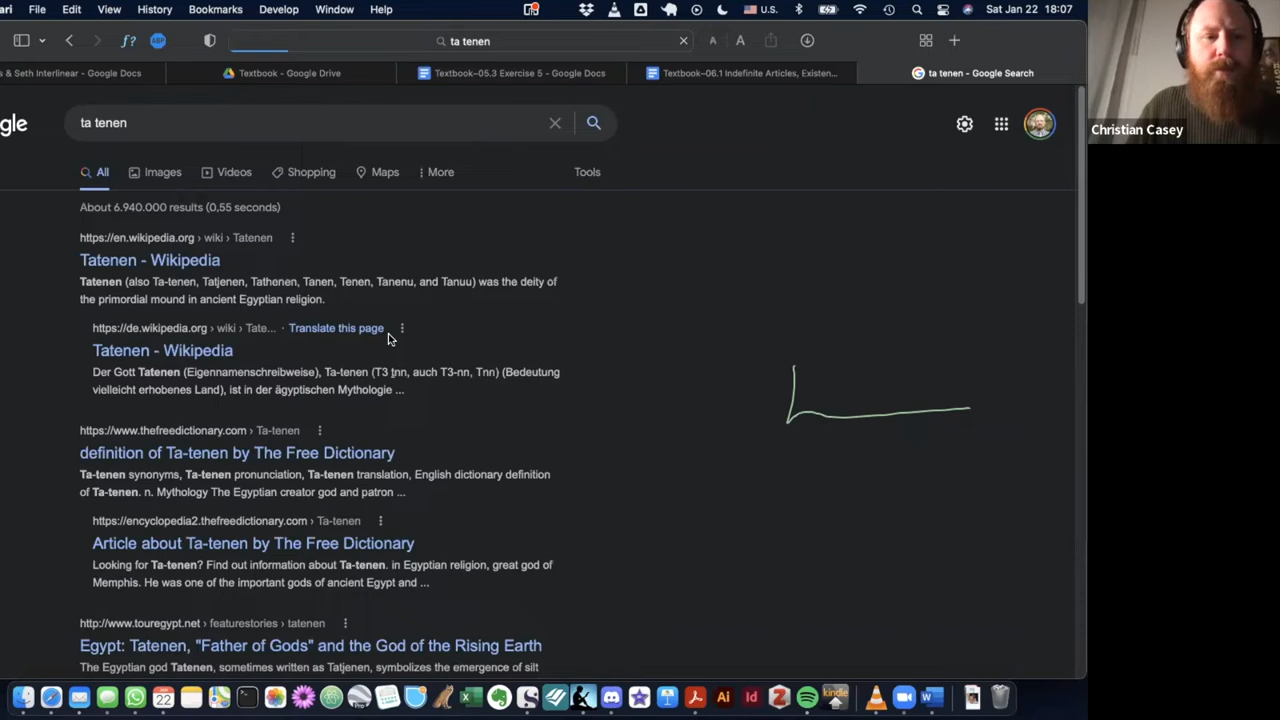 ari File Edit View History Bookmarks Develop Window Help U.S. Sat Jan 22 18:07
ƒ? ABP ta tenen A A
s & Seth Interlinear - Google Docs Textbook - Google Drive Textbook–05.3 Exercise 5 - Google Docs Textbook–06.1 Indefinite Articles, Existen... ta tenen - Google Search
gle ta tenen
All Images Videos Shopping Maps More Tools
About 6.940.000 results (0,55 seconds)
https://en.wikipedia.org › wiki › Tatenen
Tatenen - Wikipedia
Tatenen (also Ta-tenen, Tatjenen, Tathenen, Tanen, Tenen, Tanenu, and Tanuu) was the deity of
the primordial mound in ancient Egyptian religion.
https://de.wikipedia.org › wiki › Tate... · Translate this page
Tatenen - Wikipedia
Der Gott Tatenen (Eigennamenschreibweise), Ta-tenen (T3 ṯnn, auch T3-nn, Tnn) (Bedeutung
vielleicht erhobenes Land), ist in der ägyptischen Mythologie ...
https://www.thefreedictionary.com › Ta-tenen
definition of Ta-tenen by The Free Dictionary
Ta-tenen synonyms, Ta-tenen pronunciation, Ta-tenen translation, English dictionary definition
of Ta-tenen. n. Mythology The Egyptian creator god and patron ...
https://encyclopedia2.thefreedictionary.com › Ta-tenen
Article about Ta-tenen by The Free Dictionary
Looking for Ta-tenen? Find out information about Ta-tenen. in Egyptian religion, great god of
Memphis. He was one of the important gods of ancient Egypt and ...
http://www.touregypt.net › featurestories › tatenen
Egypt: Tatenen, "Father of Gods" and the God of the Rising Earth
The Egyptian god Tatenen, sometimes written as Tatjenen, symbolizes the emergence of silt
Christian Casey
22 Pro Ai Id Z kindle W